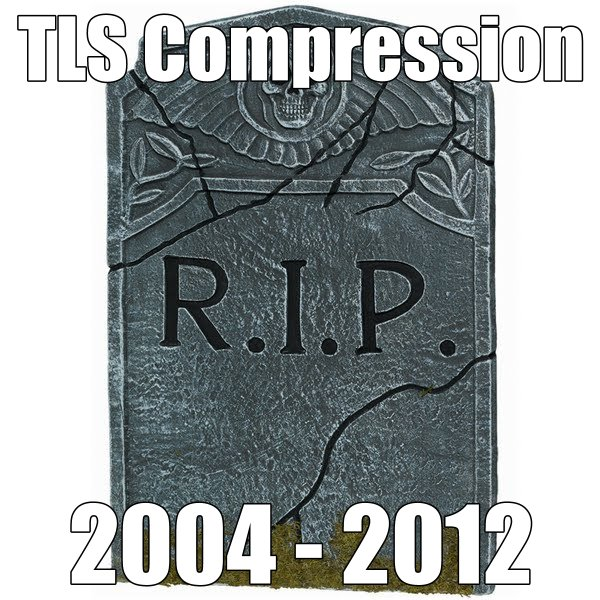 TLS Compression
R.I.P.
2004 - 2012